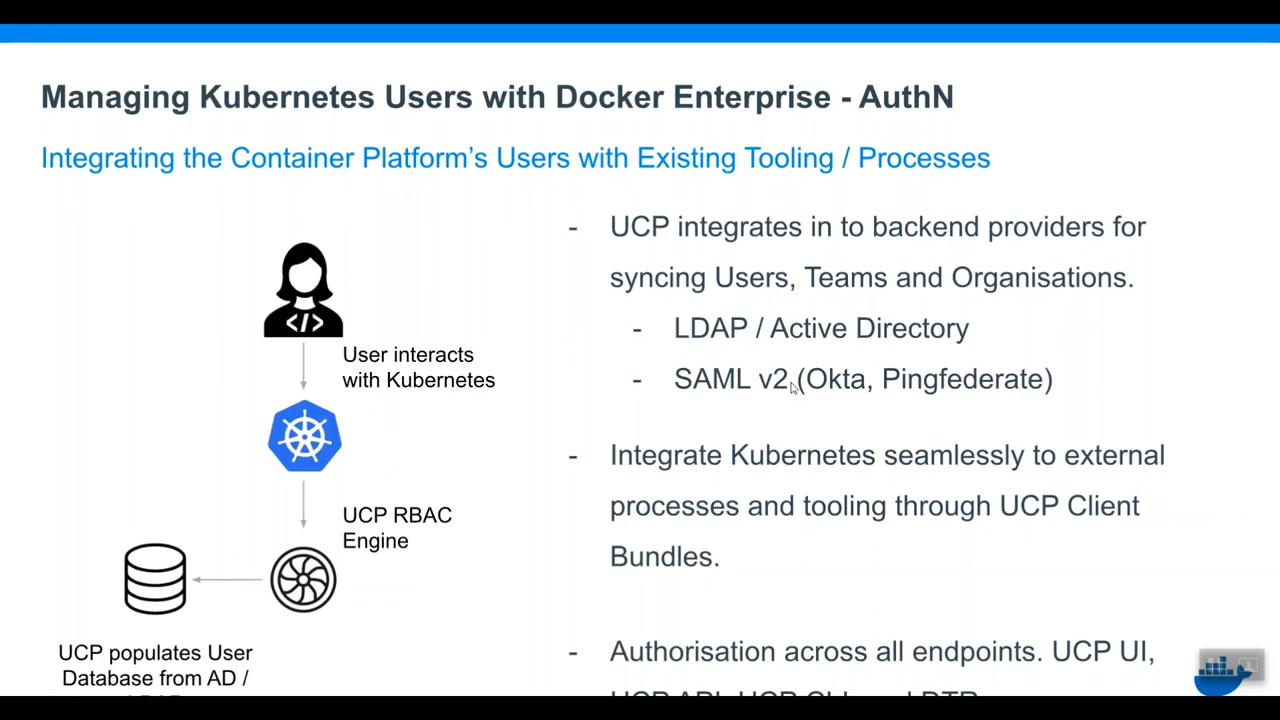 Managing Kubernetes Users with Docker Enterprise - AuthN
Integrating the Container Platform's Users with Existing Tooling / Processes
</>
User interacts
with Kubernetes
UCP RBAC
Engine
UCP populates User
Database from AD /
- UCP integrates in to backend providers for
syncing Users, Teams and Organisations.
- LDAP / Active Directory
- SAML v2 (Okta, Pingfederate)
- Integrate Kubernetes seamlessly to external
processes and tooling through UCP Client
Bundles.
- Authorisation across all endpoints. UCP UI,